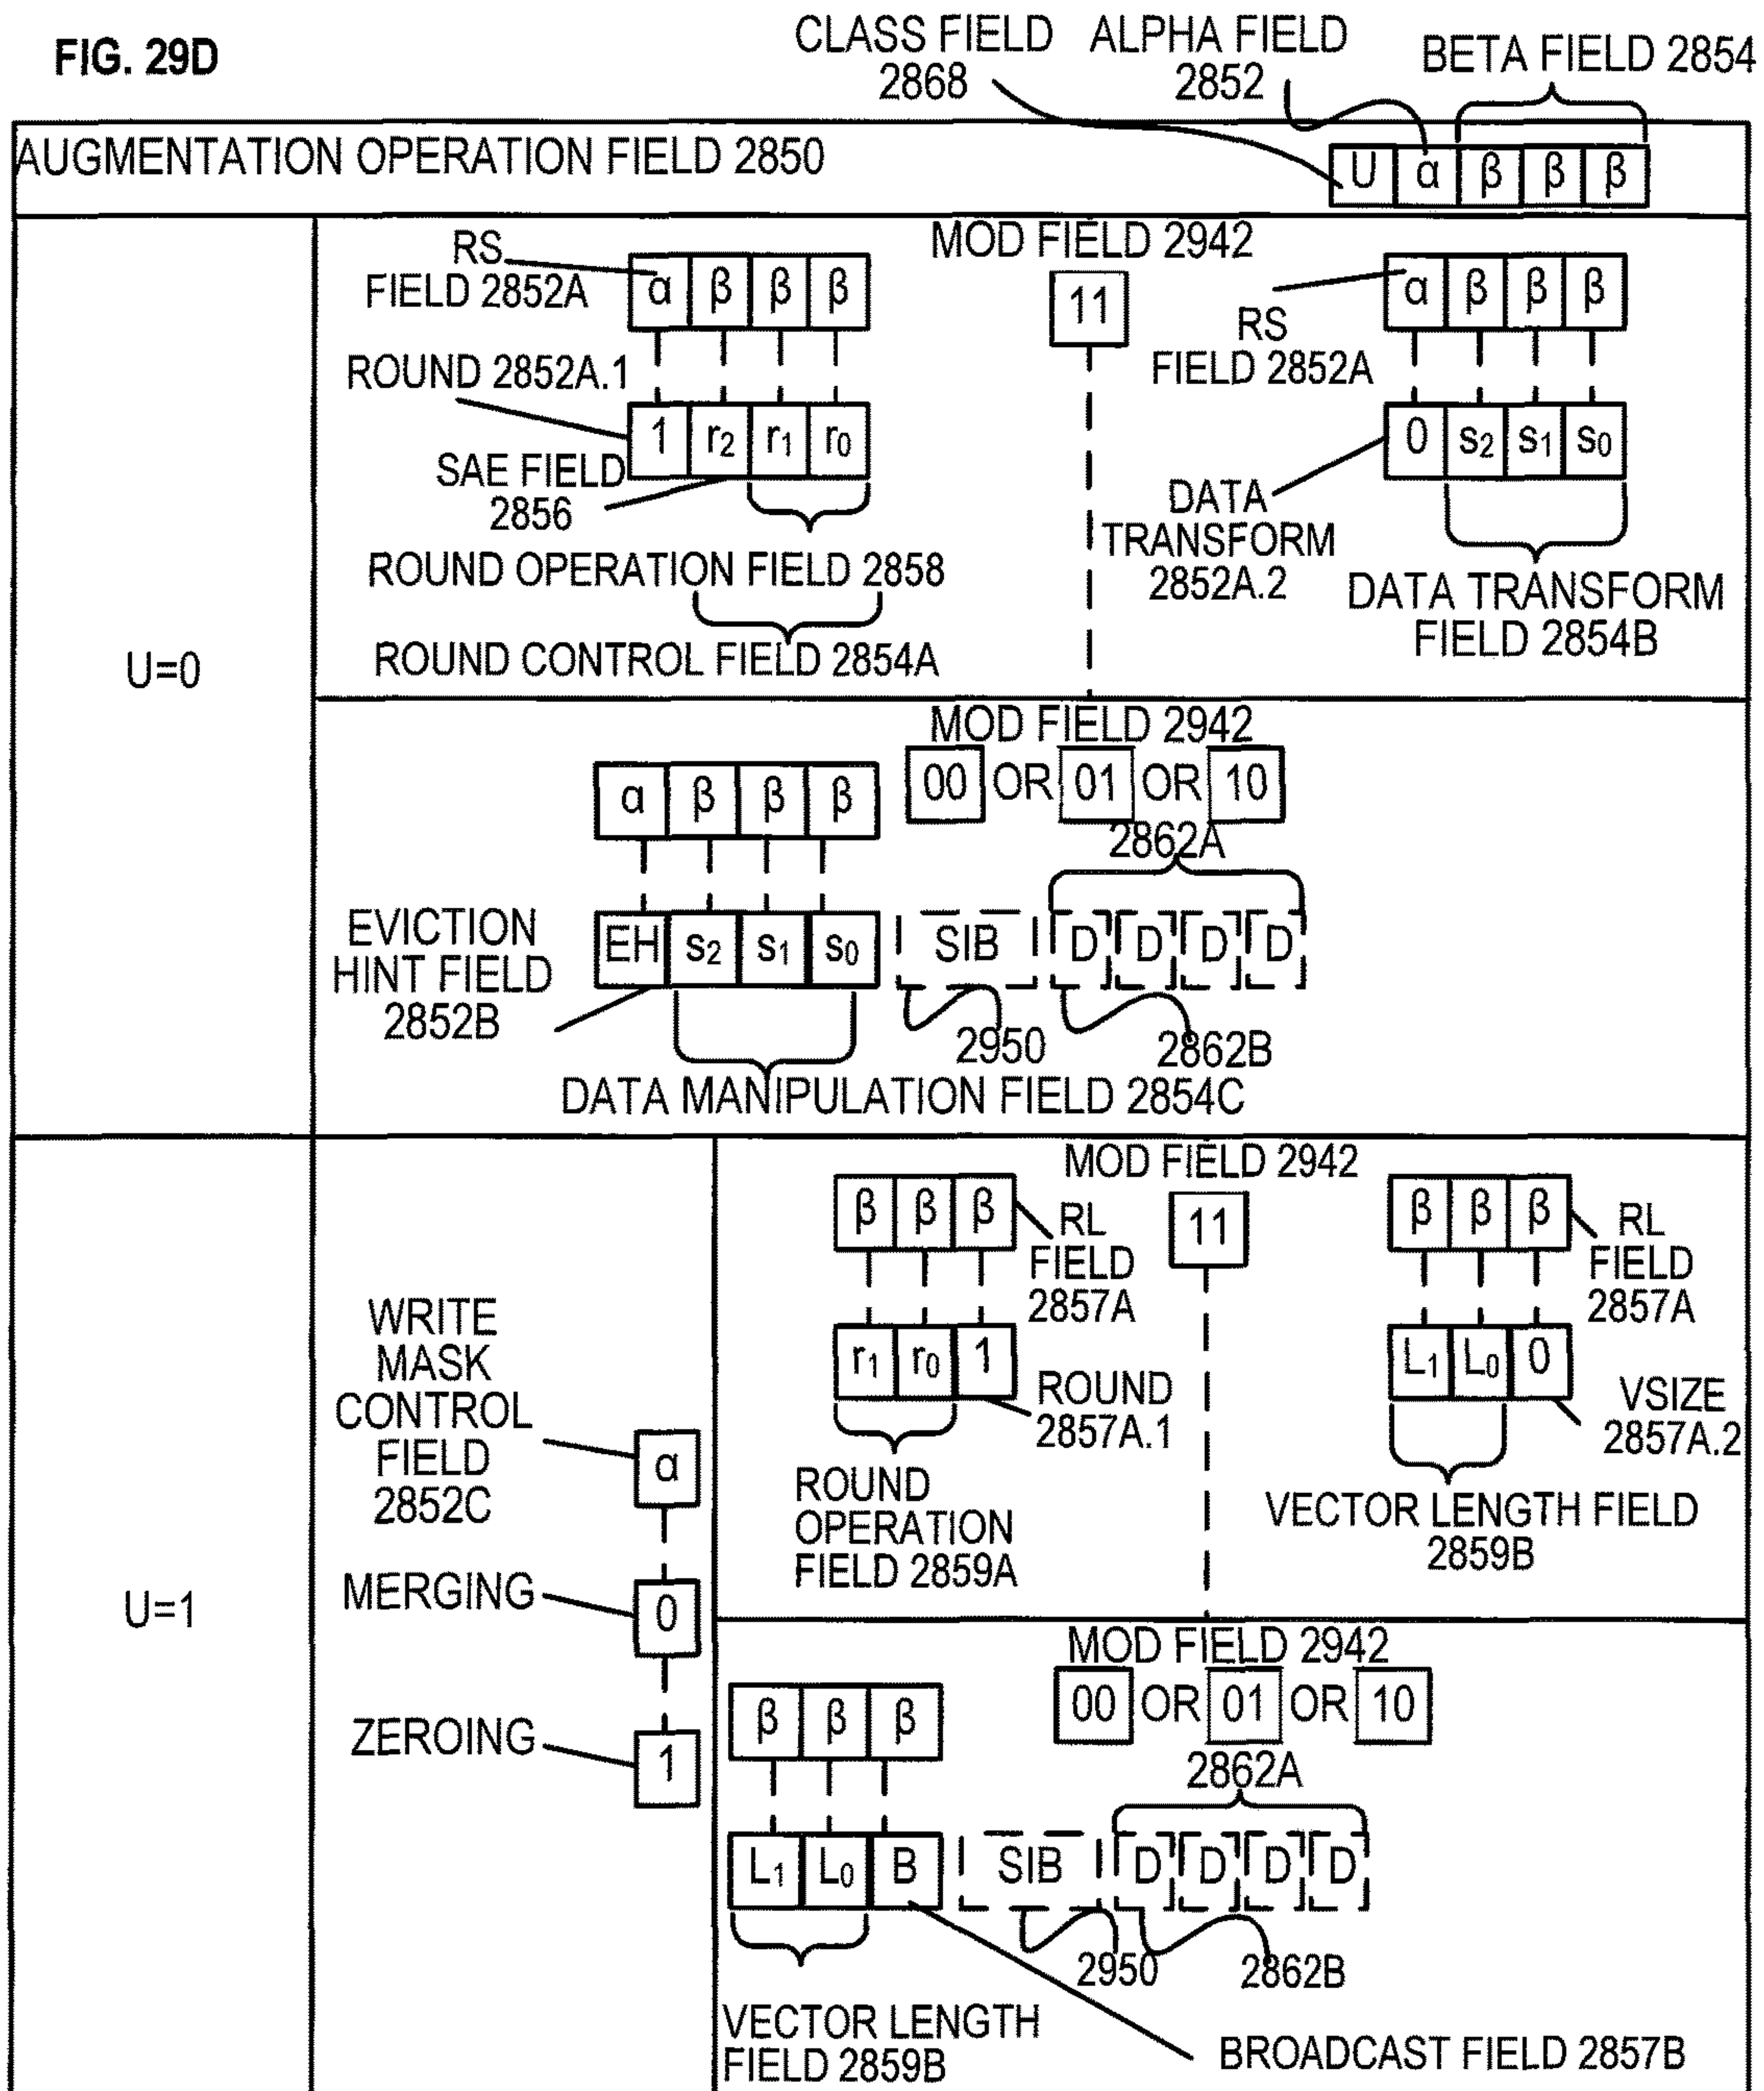 FIG. 29D
CLASS FIELD
2868
ALPHA FIELD
2852
BETA FIELD 2854
AUGMENTATION OPERATION FIELD 2850
U α β β β
U=0
MOD FIELD 2942
11
RS
FIELD 2852A
α β β β
ROUND 2852A.1
1 r2 r1 r0
SAE FIELD
2856
ROUND OPERATION FIELD 2858
ROUND CONTROL FIELD 2854A
α β β β
RS
FIELD 2852A
0 s2 s1 s0
DATA
TRANSFORM
2852A.2
DATA TRANSFORM
FIELD 2854B
MOD FIELD 2942
00 OR 01 OR 10
α β β β
2862A
EVICTION
HINT FIELD
2852B
EH s2 s1 s0 SIB D D D D
2950
2862B
DATA MANIPULATION FIELD 2854C
U=1
WRITE
MASK
CONTROL
FIELD
2852C
α
MERGING
0
ZEROING
1
MOD FIELD 2942
11
β β β
RL
FIELD
2857A
r1 r0 1
ROUND
2857A.1
ROUND
OPERATION
FIELD 2859A
β β β
RL
FIELD
2857A
L1 L0 0
VSIZE
2857A.2
VECTOR LENGTH FIELD
2859B
MOD FIELD 2942
00 OR 01 OR 10
β β β
2862A
L1 L0 B SIB D D D D
2950
2862B
VECTOR LENGTH
FIELD 2859B
BROADCAST FIELD 2857B